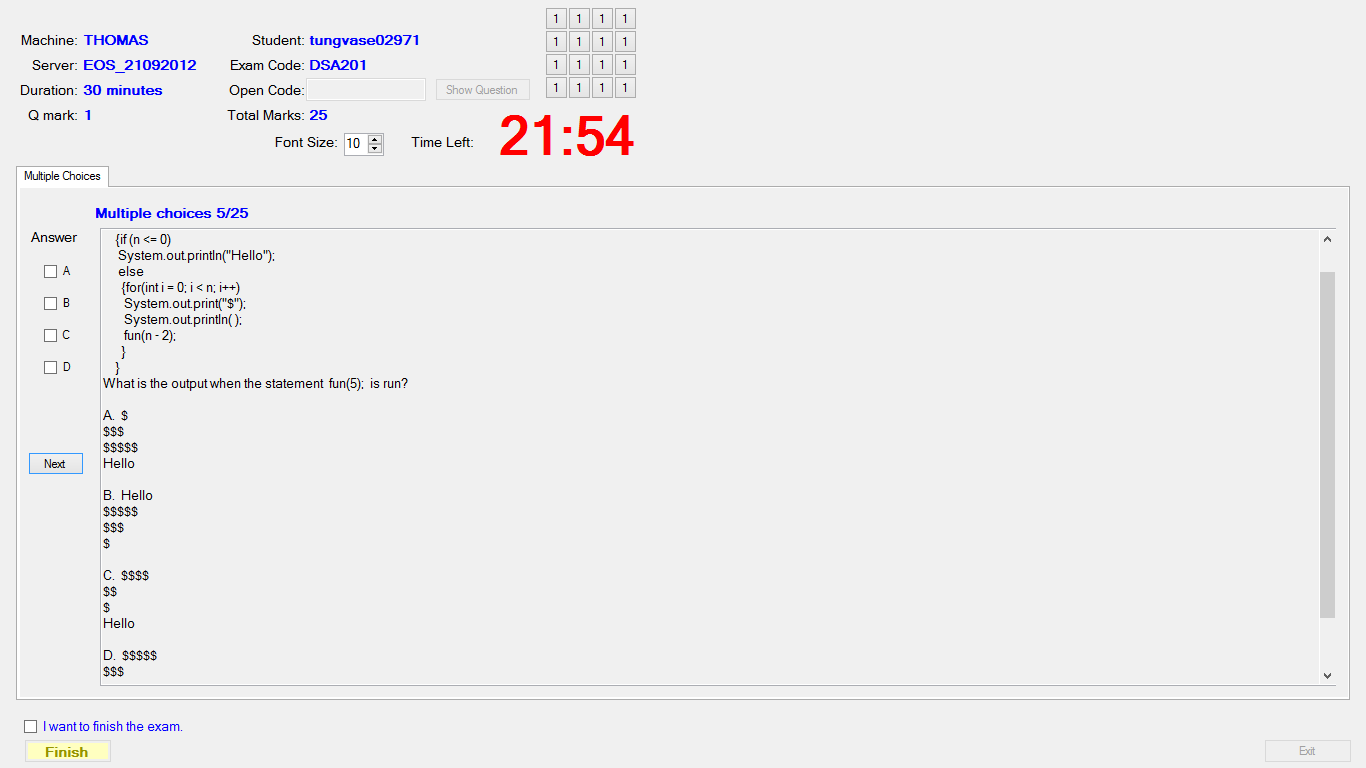 Machine: THOMAS
Student: tungvase02971
Server: EOS_21092012
Exam Code: DSA201
Duration: 30 minutes
Open Code:
Show Question
Q mark: 1
Total Marks: 25
Font Size: 10
Time Left: 21:54
1 1 1 1
1 1 1 1
1 1 1 1
1 1 1 1
Multiple Choices
Multiple choices 5/25
Answer
A
B
C
D
Next
{if (n <= 0)
System.out.println("Hello");
else
{for(int i = 0; i < n; i++)
System.out.print("$");
System.out.println( );
fun(n - 2);
}
}
What is the output when the statement fun(5); is run?
A. $
$$$
$$$$$
Hello
B. Hello
$$$$$
$$$
$
C. $$$$
$$
$
Hello
D. $$$$$
$$$
I want to finish the exam.
Finish
Exit